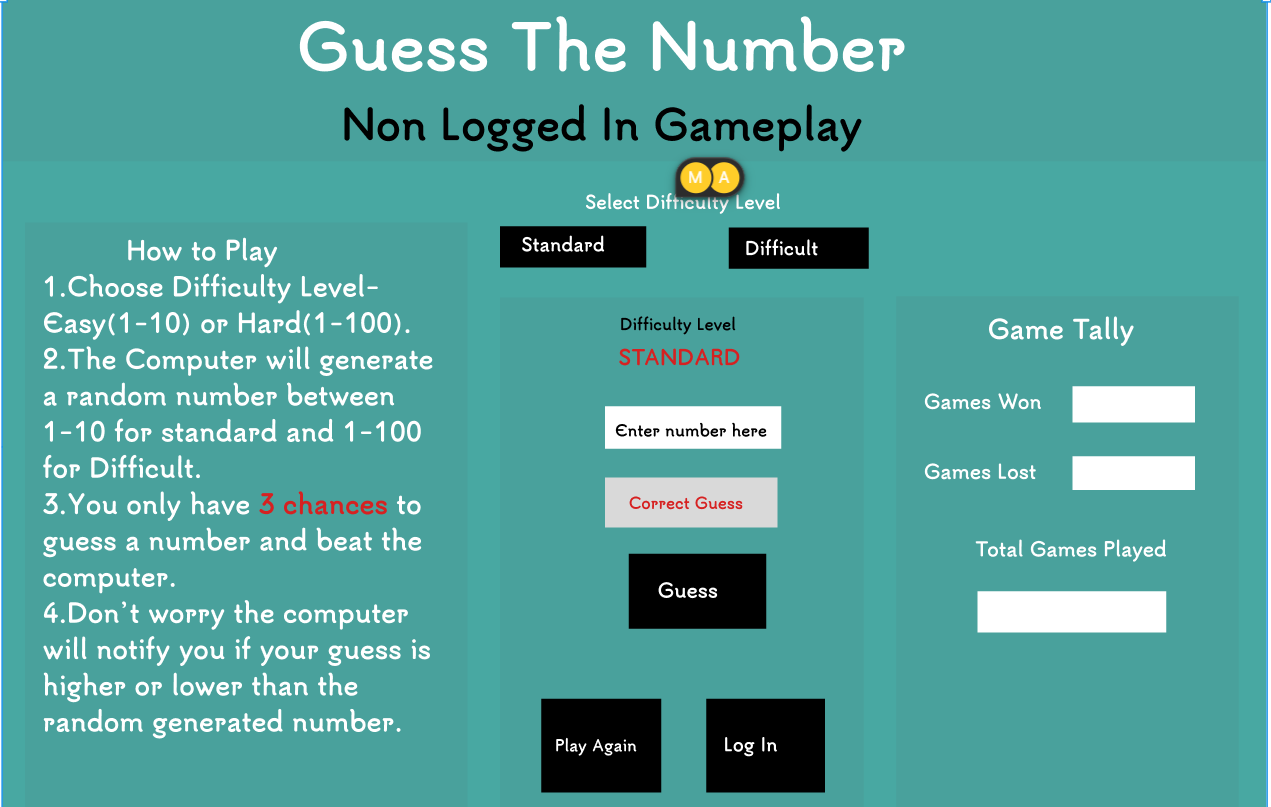 Guess The Number
Non Logged In Gameplay
M A
Select Difficulty Level
Standard
Difficult
How to Play
1.Choose Difficulty Level-
Easy(1-10) or Hard(1-100).
2.The Computer will generate
a random number between
1-10 for standard and 1-100
for Difficult.
3.You only have 3 chances to
guess a number and beat the
computer.
4.Don't worry the computer
will notify you if your guess is
higher or lower than the
random generated number.
Difficulty Level
STANDARD
Enter number here
Correct Guess
Guess
Play Again
Log In
Game Tally
Games Won
Games Lost
Total Games Played